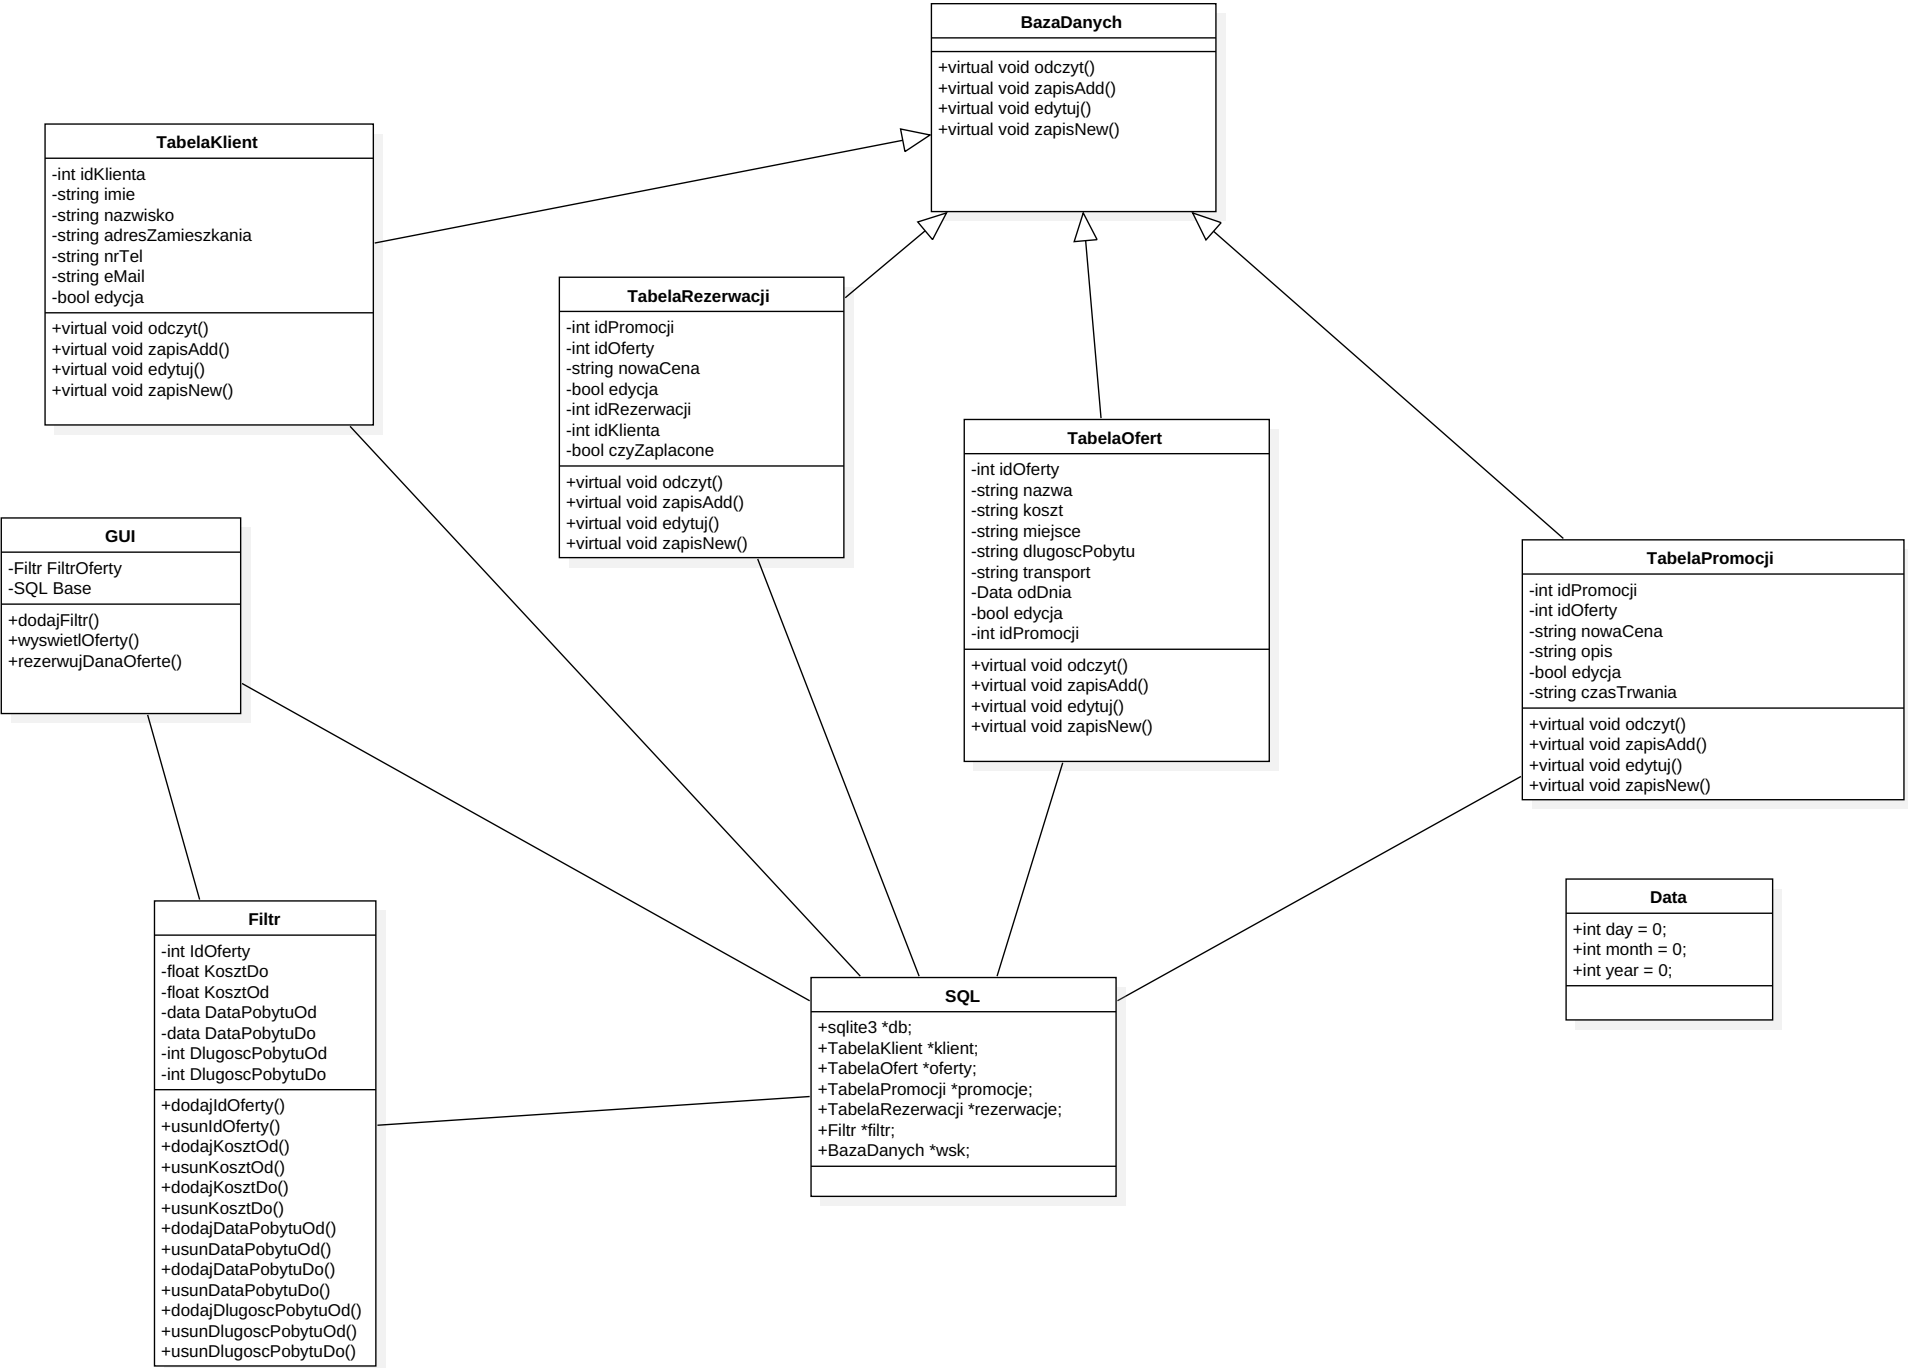 BazaDanych
+virtual void odczyt()
+virtual void zapisAdd()
+virtual void edytuj()
+virtual void zapisNew()
TabelaKlient
-int idKlienta
-string imie
-string nazwisko
-string adresZamieszkania
-string nrTel
-string eMail
-bool edycja
+virtual void odczyt()
+virtual void zapisAdd()
+virtual void edytuj()
+virtual void zapisNew()
TabelaRezerwacji
-int idPromocji
-int idOferty
-string nowaCena
-bool edycja
-int idRezerwacji
-int idKlienta
-bool czyZaplacone
+virtual void odczyt()
+virtual void zapisAdd()
+virtual void edytuj()
+virtual void zapisNew()
TabelaOfert
-int idOferty
-string nazwa
-string koszt
-string miejsce
-string dlugoscPobytu
-string transport
-Data odDnia
-bool edycja
-int idPromocji
+virtual void odczyt()
+virtual void zapisAdd()
+virtual void edytuj()
+virtual void zapisNew()
GUI
-Filtr FiltrOferty
-SQL Base
+dodajFiltr()
+wyswietlOferty()
+rezerwujDanaOferte()
TabelaPromocji
-int idPromocji
-int idOferty
-string nowaCena
-string opis
-bool edycja
-string czasTrwania
+virtual void odczyt()
+virtual void zapisAdd()
+virtual void edytuj()
+virtual void zapisNew()
Data
+int day = 0;
+int month = 0;
+int year = 0;
Filtr
-int IdOferty
-float KosztDo
-float KosztOd
-data DataPobytuOd
-data DataPobytuDo
-int DlugoscPobytuOd
-int DlugoscPobytuDo
+dodajIdOferty()
+usunIdOferty()
+dodajKosztOd()
+usunKosztOd()
+dodajKosztDo()
+usunKosztDo()
+dodajDataPobytuOd()
+usunDataPobytuOd()
+dodajDataPobytuDo()
+usunDataPobytuDo()
+dodajDlugoscPobytuOd()
+usunDlugoscPobytuOd()
+usunDlugoscPobytuDo()
SQL
+sqlite3 *db;
+TabelaKlient *klient;
+TabelaOfert *oferty;
+TabelaPromocji *promocje;
+TabelaRezerwacji *rezerwacje;
+Filtr *filtr;
+BazaDanych *wsk;